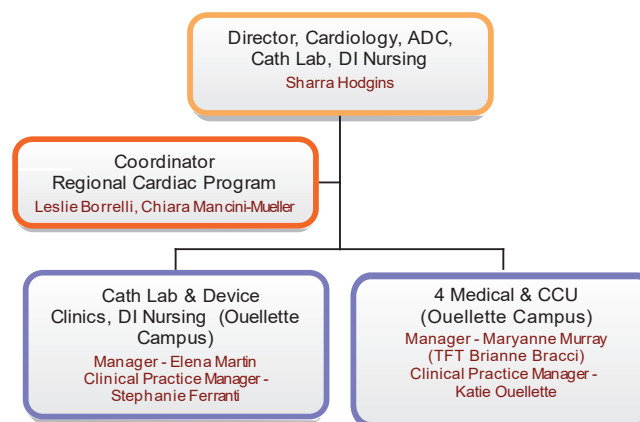 Director, Cardiology, ADC,
Cath Lab, DI Nursing
Sharra Hodgins
Coordinator
Regional Cardiac Program
Leslie Borrelli, Chiara Mancini-Mueller
Cath Lab & Device
Clinics, DI Nursing (Ouellette
Campus)
Manager - Elena Martin
Clinical Practice Manager -
Stephanie Ferranti
4 Medical & CCU
(Ouellette Campus)
Manager - Maryanne Murray
(TFT Brianne Bracci)
Clinical Practice Manager -
Katie Ouellette